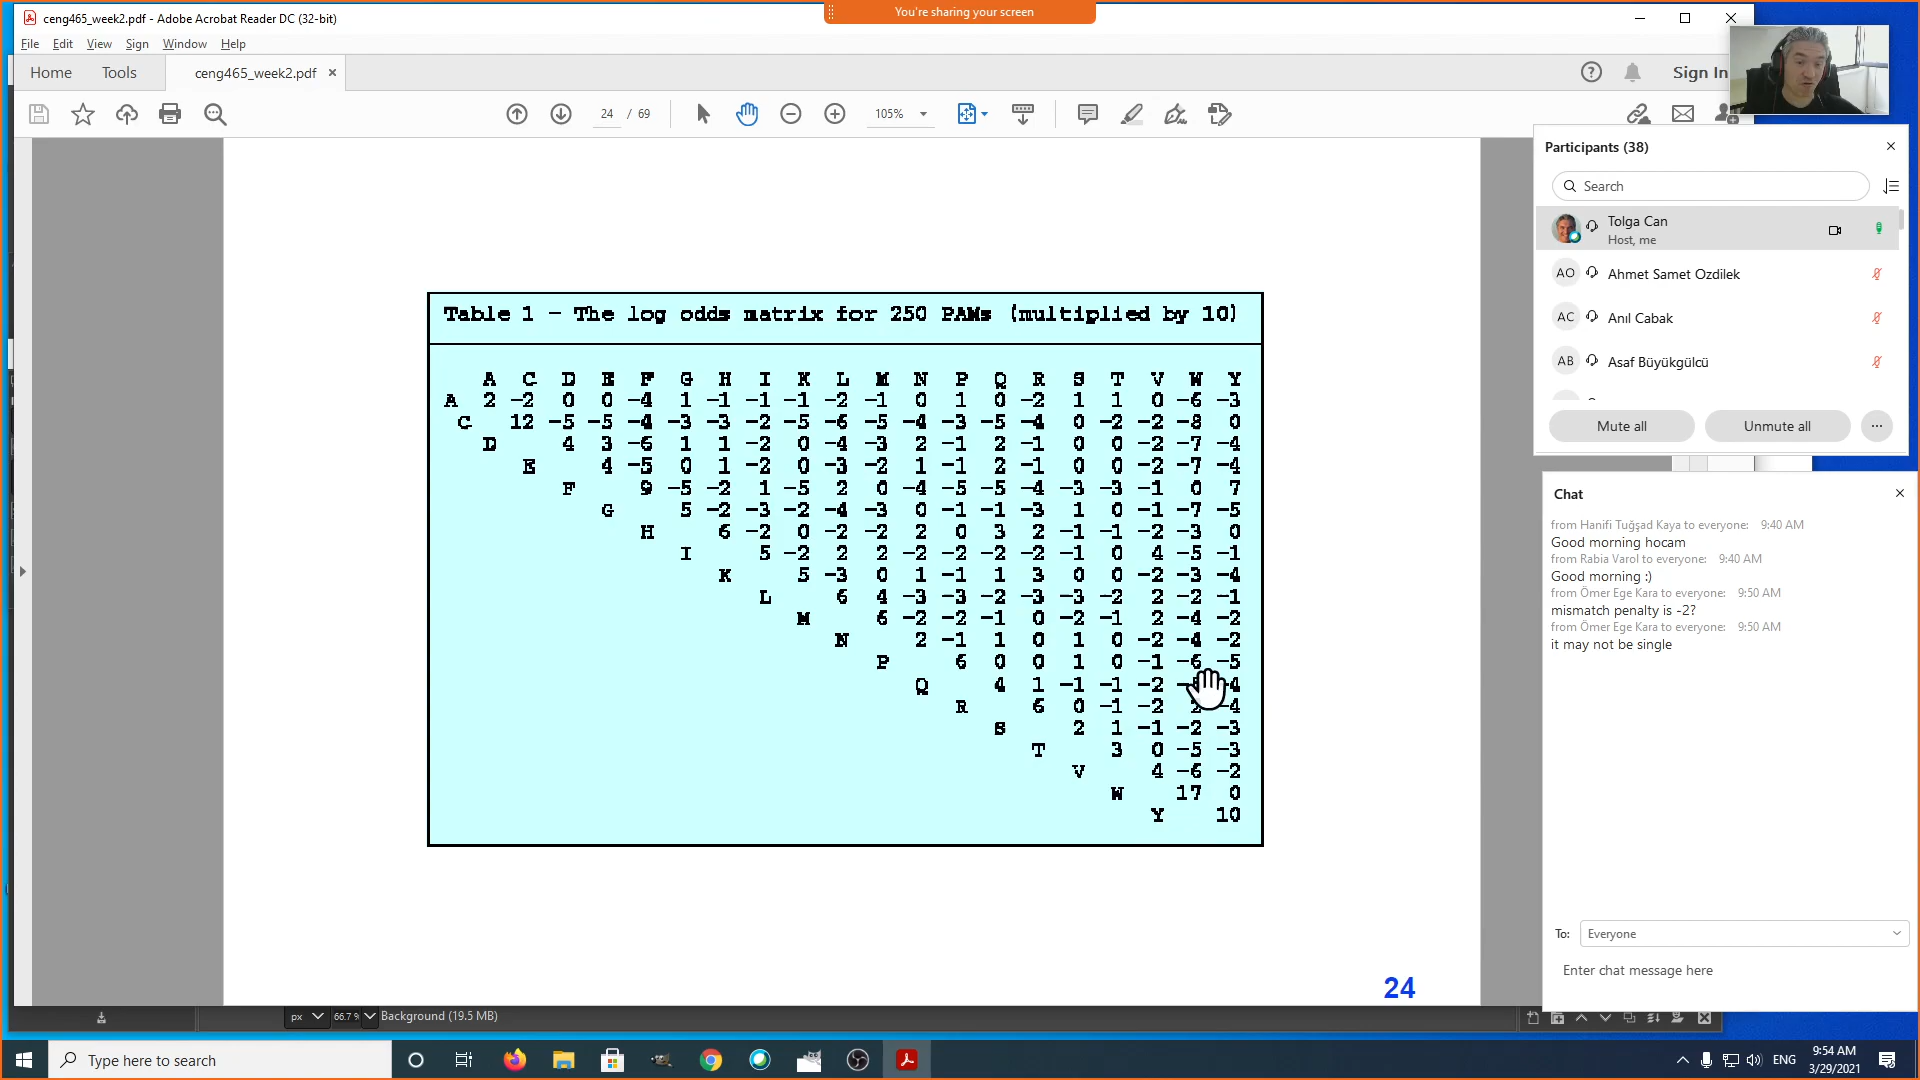 ceng465_week2.pdf - Adobe Acrobat Reader DC (32-bit)
You're sharing your screen
File Edit View Sign Window Help
Home Tools ceng465_week2.pdf
Sign In
24 / 69
105%
Table 1 - The log odds matrix for 250 PAMs (multiplied by 10)
A C D E F G H I K L M N P Q R S T V W Y
A 2 -2 0 0 -4 1 -1 -1 -1 -2 -1 0 1 0 -2 1 1 0 -6 -3
C 12 -5 -5 -4 -3 -3 -2 -5 -6 -5 -4 -3 -5 -4 0 -2 -2 -8 0
D 4 3 -6 1 1 -2 0 -4 -3 2 -1 2 -1 0 0 -2 -7 -4
E 4 -5 0 1 -2 0 -3 -2 1 -1 2 -1 0 0 -2 -7 -4
F 9 -5 -2 1 -5 2 0 -4 -5 -5 -4 -3 -3 -1 0 7
G 5 -2 -3 -2 -4 -3 0 -1 -1 -3 1 0 -1 -7 -5
H 6 -2 0 -2 -2 2 0 3 2 -1 -1 -2 -3 0
I 5 -2 2 2 -2 -2 -2 -2 -1 0 4 -5 -1
K 5 -3 0 1 -1 1 3 0 0 -2 -3 -4
L 6 4 -3 -3 -2 -3 -3 -2 2 -2 -1
M 6 -2 -2 -1 0 -2 -1 2 -4 -2
N 2 -1 1 0 1 0 -2 -4 -2
P 6 0 0 1 0 -1 -6 -5
Q 4 1 -1 -1 -2 4
R 6 0 -1 -2 2 -4
S 2 1 -1 -2 -3
T 3 0 -5 -3
V 4 -6 -2
W 17 0
Y 10
24
Participants (38)
Search
Tolga Can
Host, me
AO Ahmet Samet Ozdilek
AC Anıl Cabak
AB Asaf Büyükgülcü
Mute all Unmute all
Chat
from Hanifi Tuğşad Kaya to everyone: 9:40 AM
Good morning hocam
from Rabia Varol to everyone: 9:40 AM
Good morning :)
from Ömer Ege Kara to everyone: 9:50 AM
mismatch penalty is -2?
from Ömer Ege Kara to everyone: 9:50 AM
it may not be single
To: Everyone
Enter chat message here
px 66.7 % Background (19.5 MB)
Type here to search
ENG
9:54 AM
3/29/2021